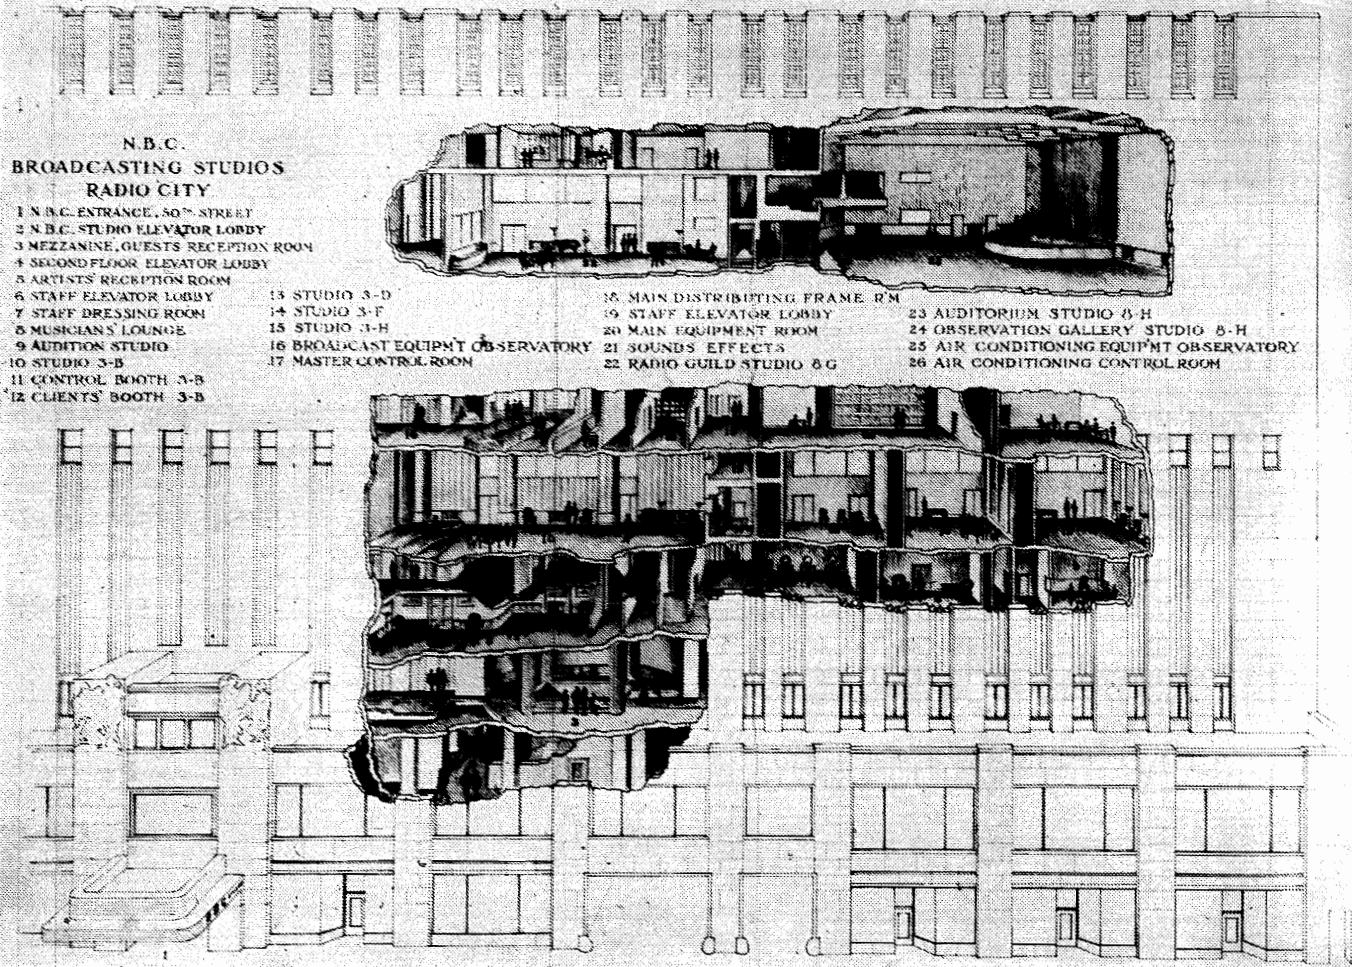 N.B.C.
BROADCASTING STUDIOS
RADIO CITY
1 N.B.C. ENTRANCE, 50TH STREET
2 N.B.C. STUDIO ELEVATOR LOBBY
3 MEZZANINE, GUESTS RECEPTION ROOM
4 SECOND FLOOR ELEVATOR LOBBY
5 ARTISTS' RECEPTION ROOM
6 STAFF ELEVATOR LOBBY
7 STAFF DRESSING ROOM
8 MUSICIANS' LOUNGE
9 AUDITION STUDIO
10 STUDIO 3-B
11 CONTROL BOOTH 3-B
12 CLIENTS' BOOTH 3-B
13 STUDIO 3-D
14 STUDIO 3-F
15 STUDIO 3-H
16 BROADCAST EQUIPM'T OBSERVATORY
17 MASTER CONTROL ROOM
18 MAIN DISTRIBUTING FRAME R'M
19 STAFF ELEVATOR LOBBY
20 MAIN EQUIPMENT ROOM
21 SOUNDS EFFECTS
22 RADIO GUILD STUDIO 8G
23 AUDITORIUM STUDIO 8-H
24 OBSERVATION GALLERY STUDIO 8-H
25 AIR CONDITIONING EQUIP'MT OBSERVATORY
26 AIR CONDITIONING CONTROL ROOM
3
1